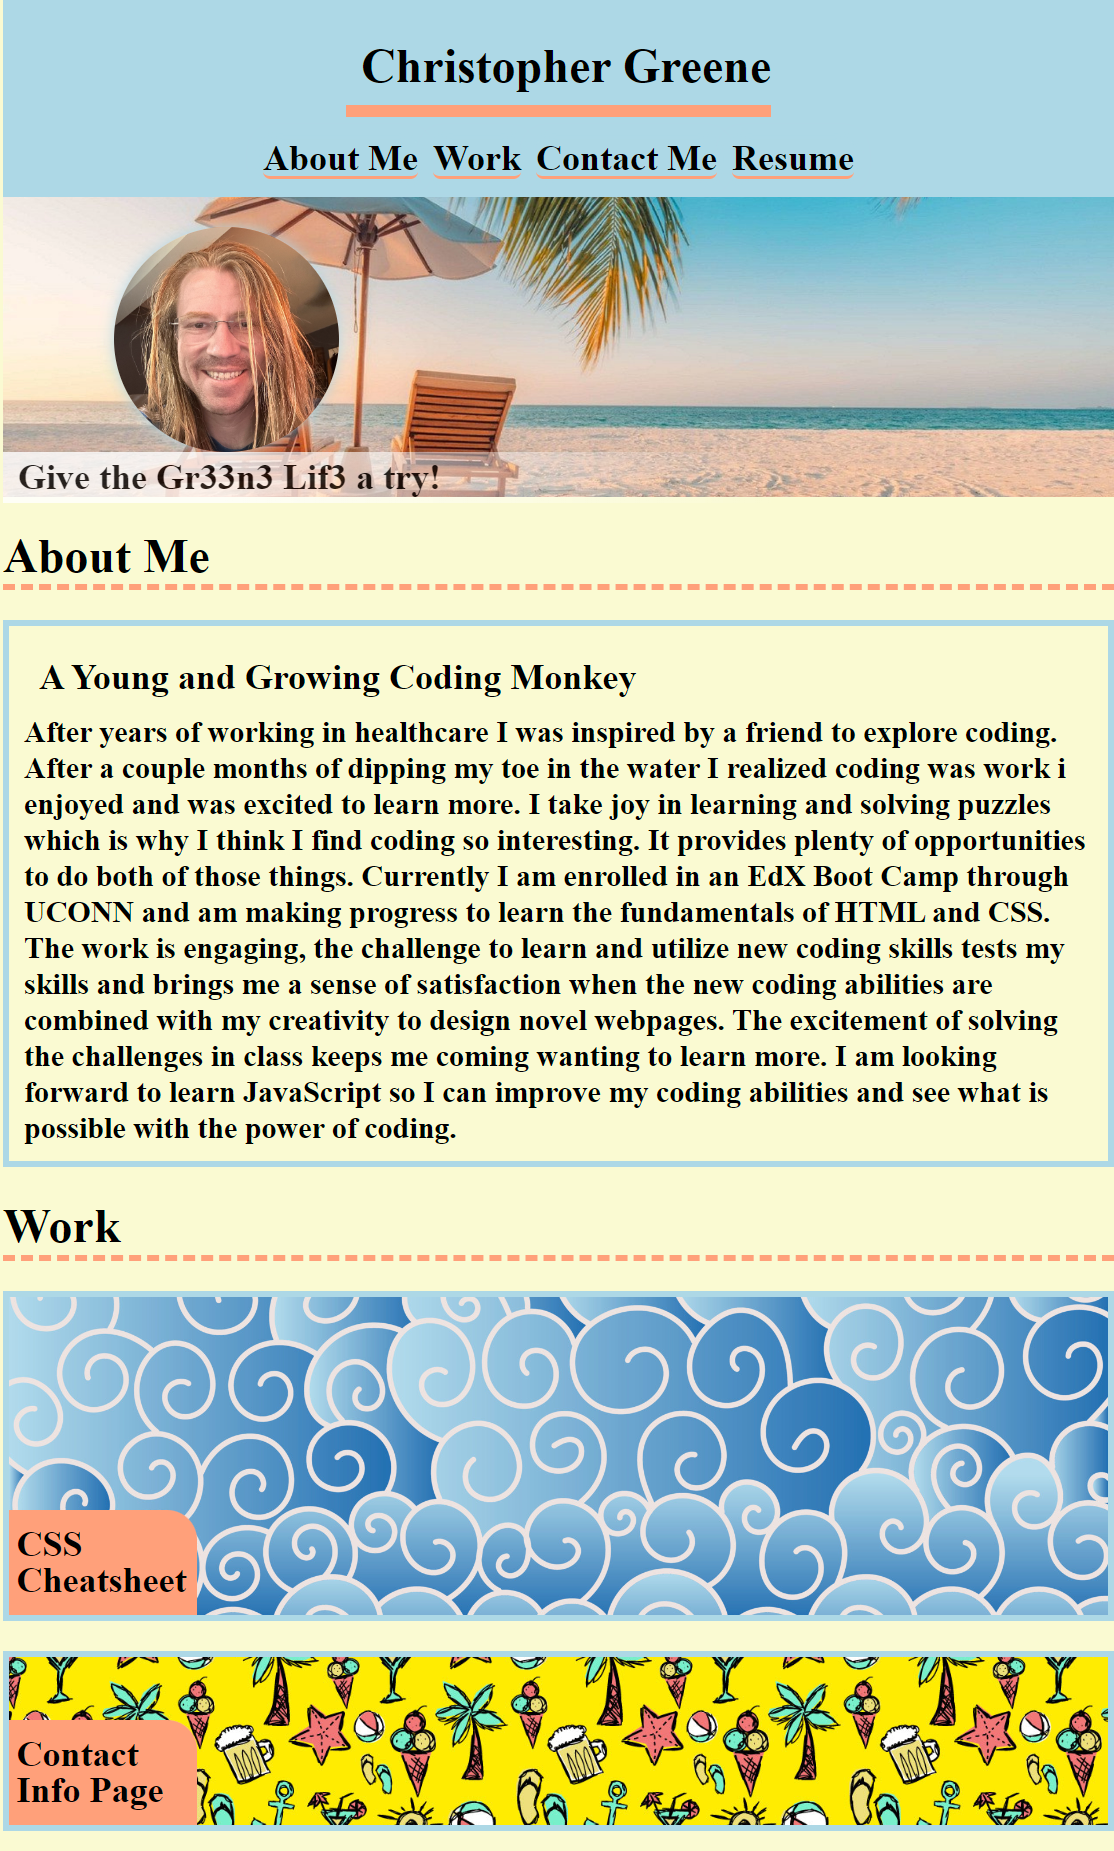 Christopher Greene
About Me Work Contact Me Resume
Give the Gr33n3 Lif3 a try!
About Me
A Young and Growing Coding Monkey
After years of working in healthcare I was inspired by a friend to explore coding.
After a couple months of dipping my toe in the water I realized coding was work i
enjoyed and was excited to learn more. I take joy in learning and solving puzzles
which is why I think I find coding so interesting. It provides plenty of opportunities
to do both of those things. Currently I am enrolled in an EdX Boot Camp through
UCONN and am making progress to learn the fundamentals of HTML and CSS.
The work is engaging, the challenge to learn and utilize new coding skills tests my
skills and brings me a sense of satisfaction when the new coding abilities are
combined with my creativity to design novel webpages. The excitement of solving
the challenges in class keeps me coming wanting to learn more. I am looking
forward to learn JavaScript so I can improve my coding abilities and see what is
possible with the power of coding.
Work
CSS
Cheatsheet
Contact
Info Page